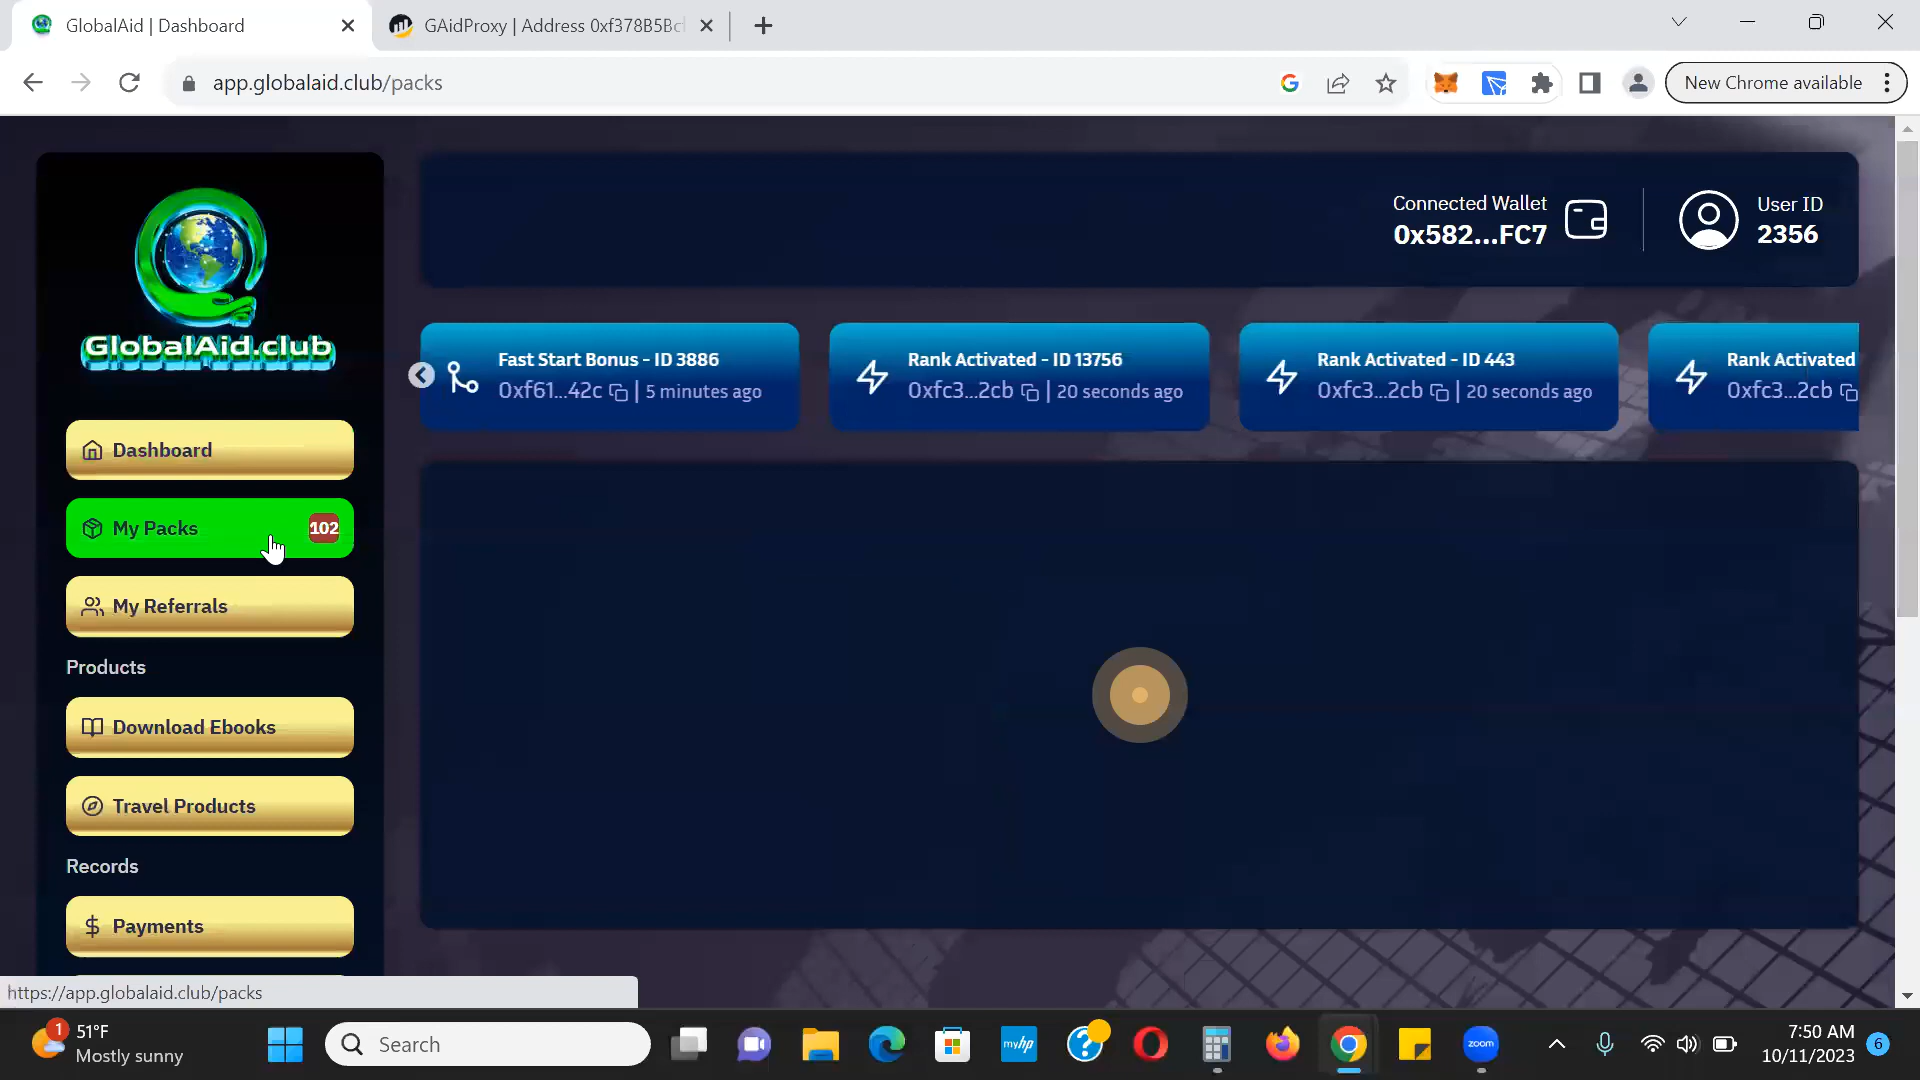 GlobalAid | Dashboard
GAidProxy | Address 0xf378B5Bc
app.globalaid.club/packs
New Chrome available
Connected Wallet
0x582...FC7
User ID
2356
GlobalAid.club
Fast Start Bonus - ID 3886
0xf61...42c | 5 minutes ago
Rank Activated - ID 13756
0xfc3...2cb | 20 seconds ago
Rank Activated - ID 443
0xfc3...2cb | 20 seconds ago
Rank Activated
0xfc3...2cb
Dashboard
My Packs 102
My Referrals
Products
Download Ebooks
Travel Products
Records
Payments
https://app.globalaid.club/packs
1
51°F
Mostly sunny
Search
myhp
zoom
7:50 AM
10/11/2023
6